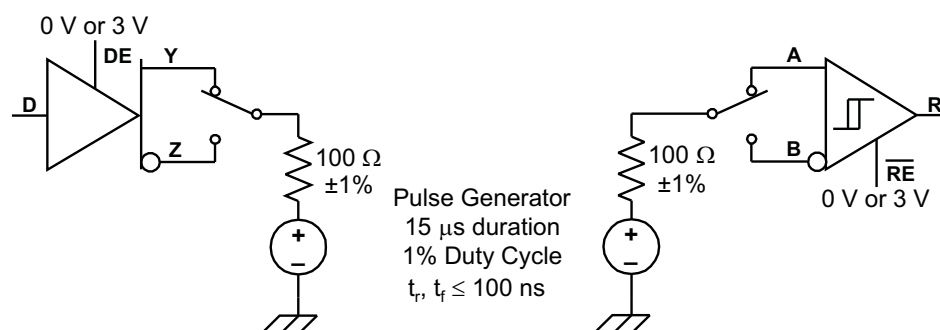 0 V or 3 V
DE
Y
D
Z
100 Ω
±1%
+
–
Pulse Generator
15 μs duration
1% Duty Cycle
tr, tf ≤ 100 ns
A
B
R
100 Ω
±1%
RE
0 V or 3 V
+
–